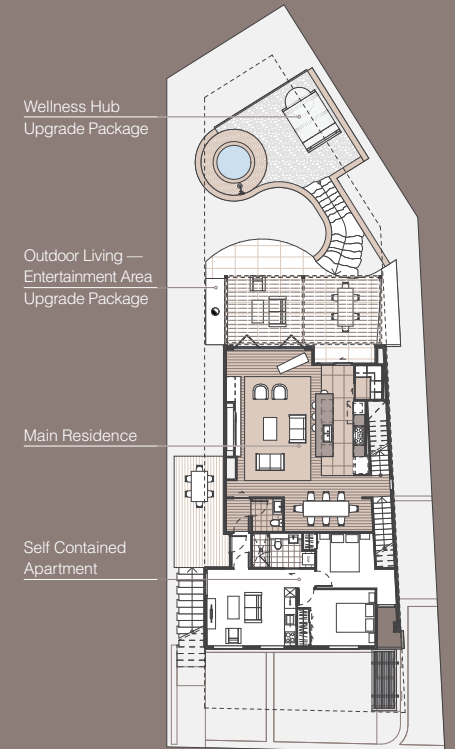 Wellness Hub
Upgrade Package
Outdoor Living —
Entertainment Area
Upgrade Package
Main Residence
Self Contained
Apartment